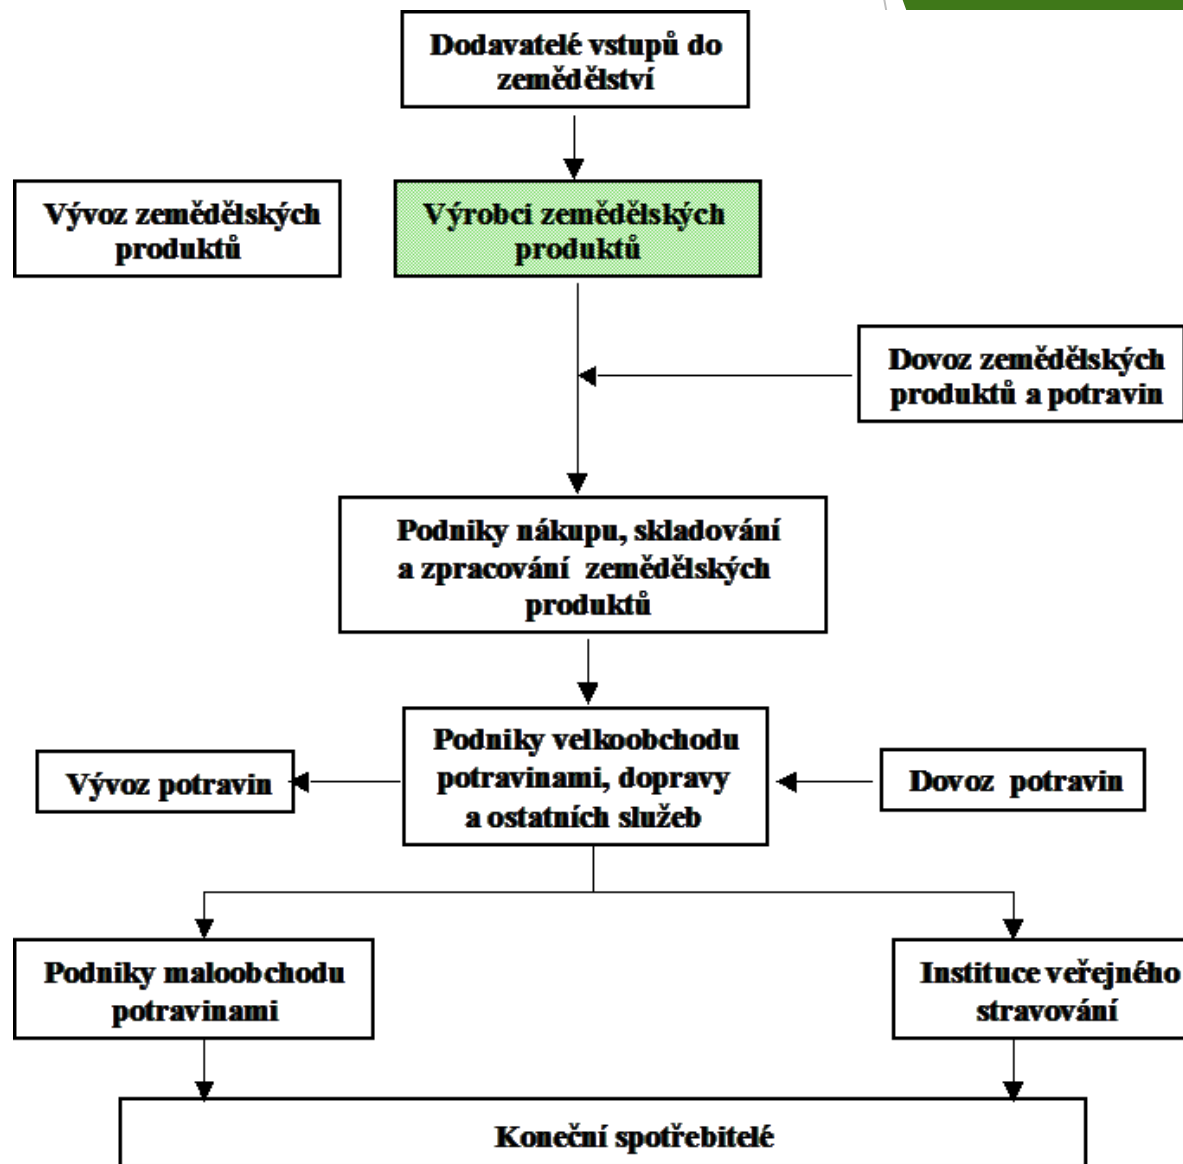 Dodavatelé vstupů do
zemědělství
Vývoz zemědělských
produktů
Výrobci zemědělských
produktů
Dovoz zemědělských
produktů a potravin
Podniky nákupu, skladování
a zpracování zemědělských
produktů
Podniky velkoobchodu
potravinami, dopravy
a ostatních služeb
Vývoz potravin
Dovoz potravin
Podniky maloobchodu
potravinami
Instituce veřejného
stravování
Koneční spotřebitelé